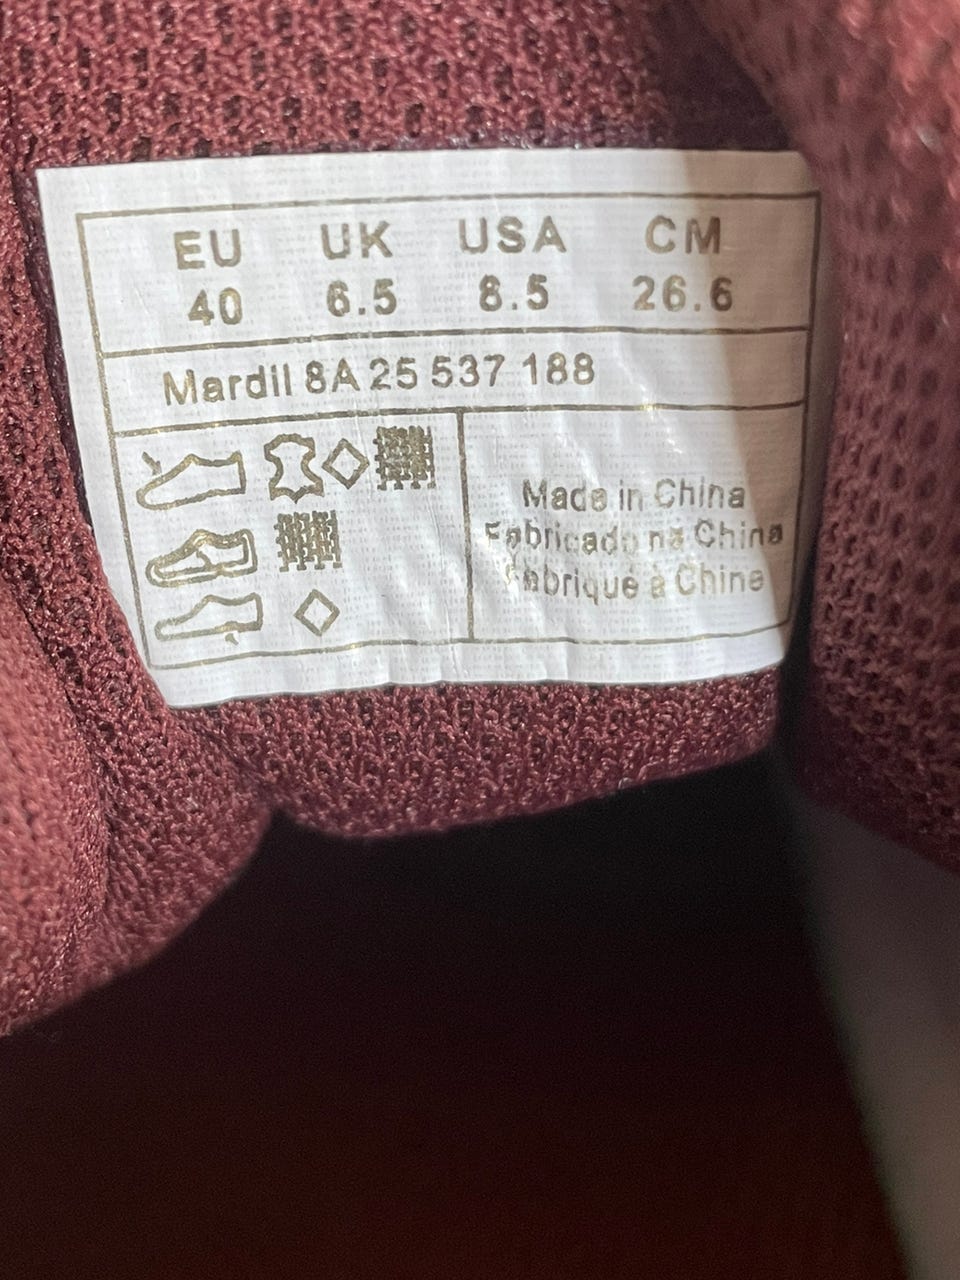 EU UK USA CM
40 6.5 8.5 26.6
Mardil 8A 25 537 188
Made in China
Fabricado na China
Fabriqué à Chine